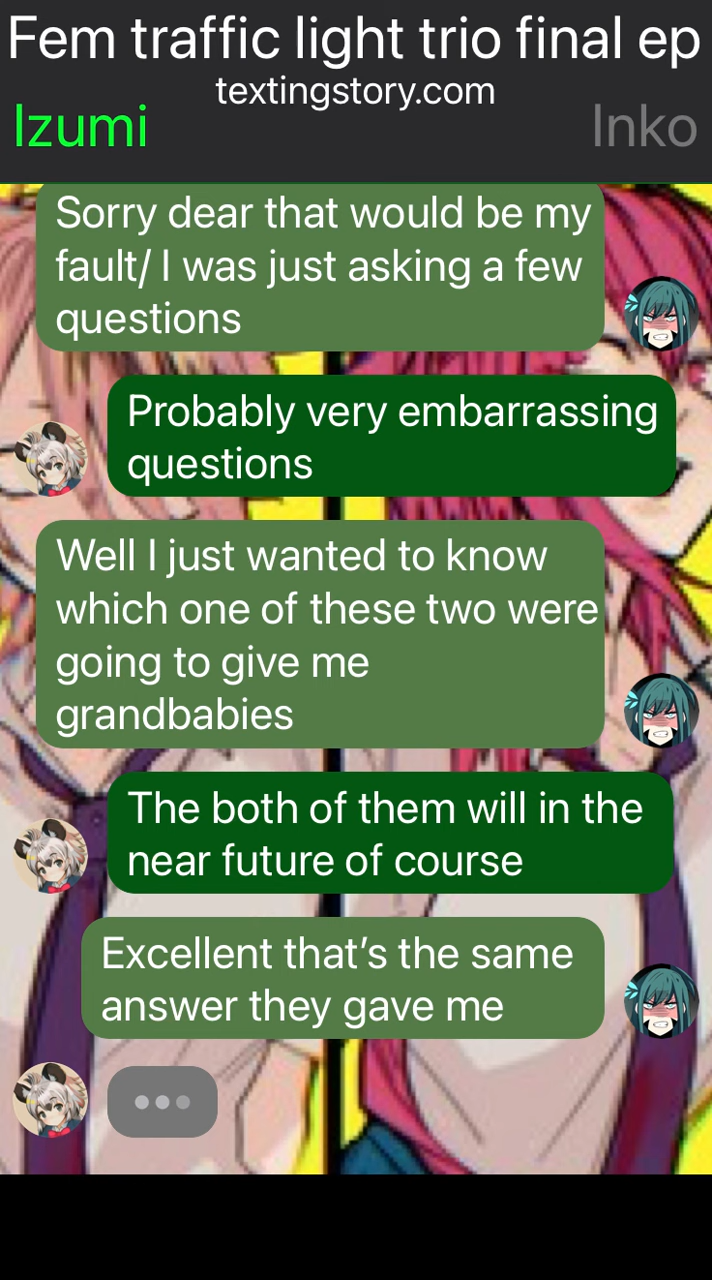 Fem traffic light trio final ep
textingstory.com
Izumi
Inko
Sorry dear that would be my
fault/ I was just asking a few
questions
Probably very embarrassing
questions
Well I just wanted to know
which one of these two were
going to give me
grandbabies
The both of them will in the
near future of course
Excellent that’s the same
answer they gave me